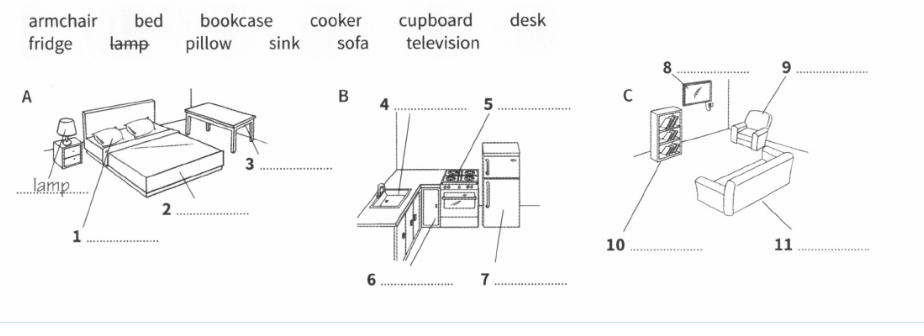 armchair bed bookcase cooker cupboard desk
fridge lamp pillow sink sofa television
A
lamp
1 ....................
2 ....................
3 ....................
B
4 ....................
5 ....................
6 ....................
7 ....................
C
8 ....................
9 ....................
10 ....................
11 ....................